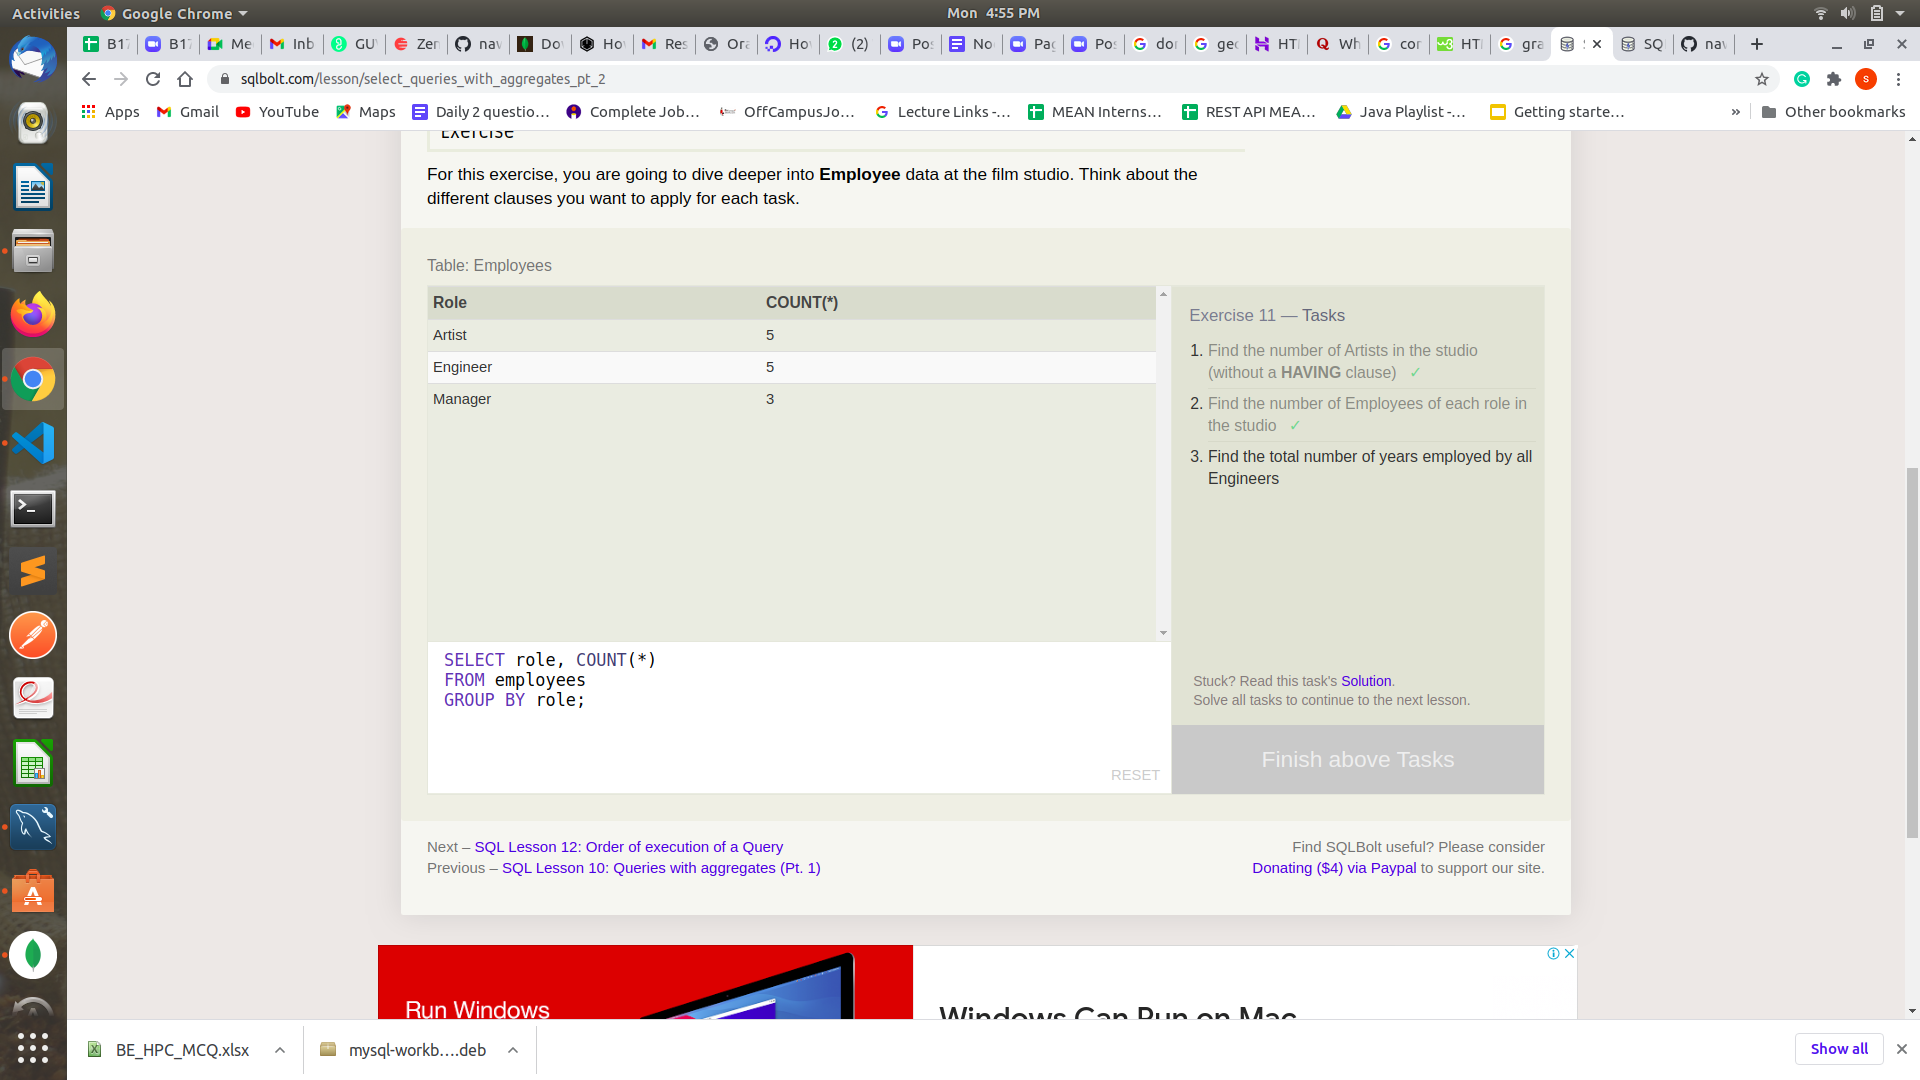 Activities
Google Chrome
Mon 4:55 PM
B17
B17
Me
Inb
GU
Zen
nav
Do
Ho
Res
Ora
Ho
(2)
Pos
No
Pag
Pos
dor
geo
HT
Wh
cor
HT
gra
SQ
nav
sqlbolt.com/lesson/select_queries_with_aggregates_pt_2
Apps
Gmail
YouTube
Maps
Daily 2 questio...
Complete Job...
OffCampusJo...
Lecture Links -...
MEAN Interns...
REST API MEA...
Java Playlist -...
Getting starte...
»
Other bookmarks
Exercise
For this exercise, you are going to dive deeper into Employee data at the film studio. Think about the
different clauses you want to apply for each task.
Table: Employees
Role COUNT(*)
Artist 5
Engineer 5
Manager 3
Exercise 11 — Tasks
1. Find the number of Artists in the studio
(without a HAVING clause) ✓
2. Find the number of Employees of each role in
the studio ✓
3. Find the total number of years employed by all
Engineers
SELECT role, COUNT(*)
FROM employees
GROUP BY role;
RESET
Stuck? Read this task's Solution.
Solve all tasks to continue to the next lesson.
Finish above Tasks
Next – SQL Lesson 12: Order of execution of a Query
Previous – SQL Lesson 10: Queries with aggregates (Pt. 1)
Find SQLBolt useful? Please consider
Donating ($4) via Paypal to support our site.
Run Windows
Windows Can Run on Mac
BE_HPC_MCQ.xlsx
mysql-workb....deb
Show all